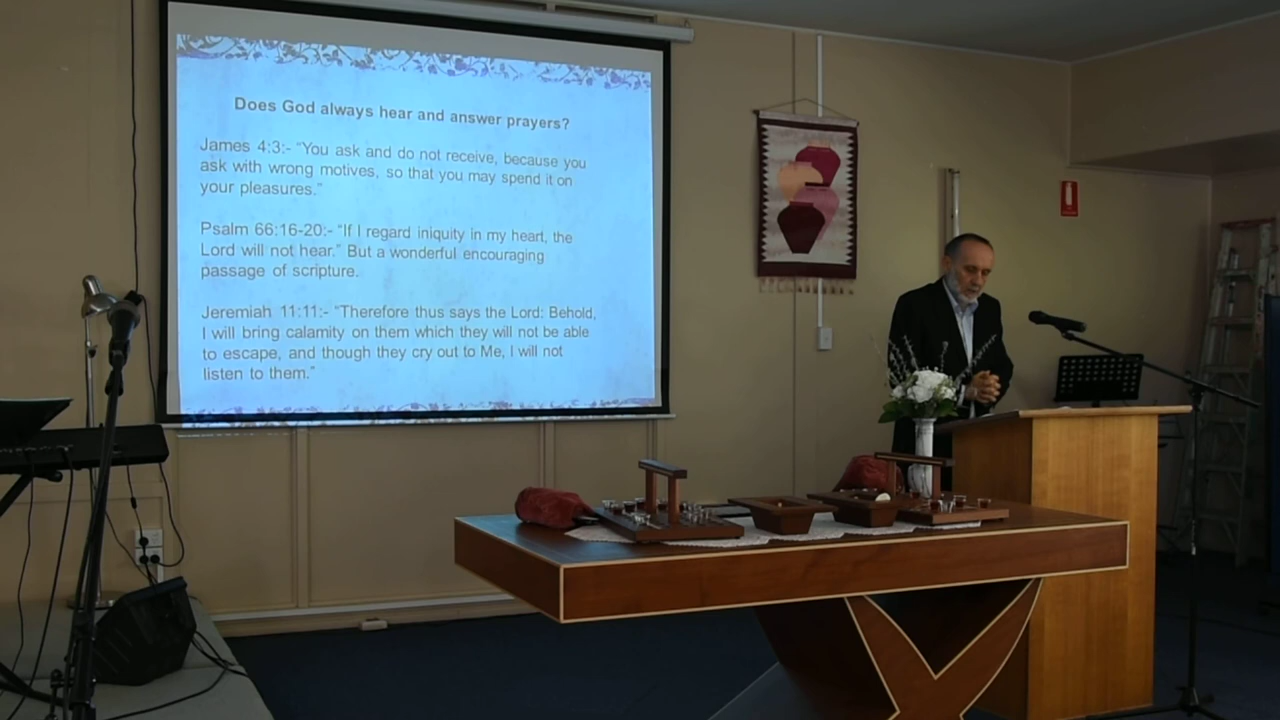 Does God always hear and answer prayers?
James 4:3:- “You ask and do not receive, because you
ask with wrong motives, so that you may spend it on
your pleasures.”
Psalm 66:16-20:- “If I regard iniquity in my heart, the
Lord will not hear.” But a wonderful encouraging
passage of scripture.
Jeremiah 11:11:- “Therefore thus says the Lord: Behold,
I will bring calamity on them which they will not be able
to escape, and though they cry out to Me, I will not
listen to them.”